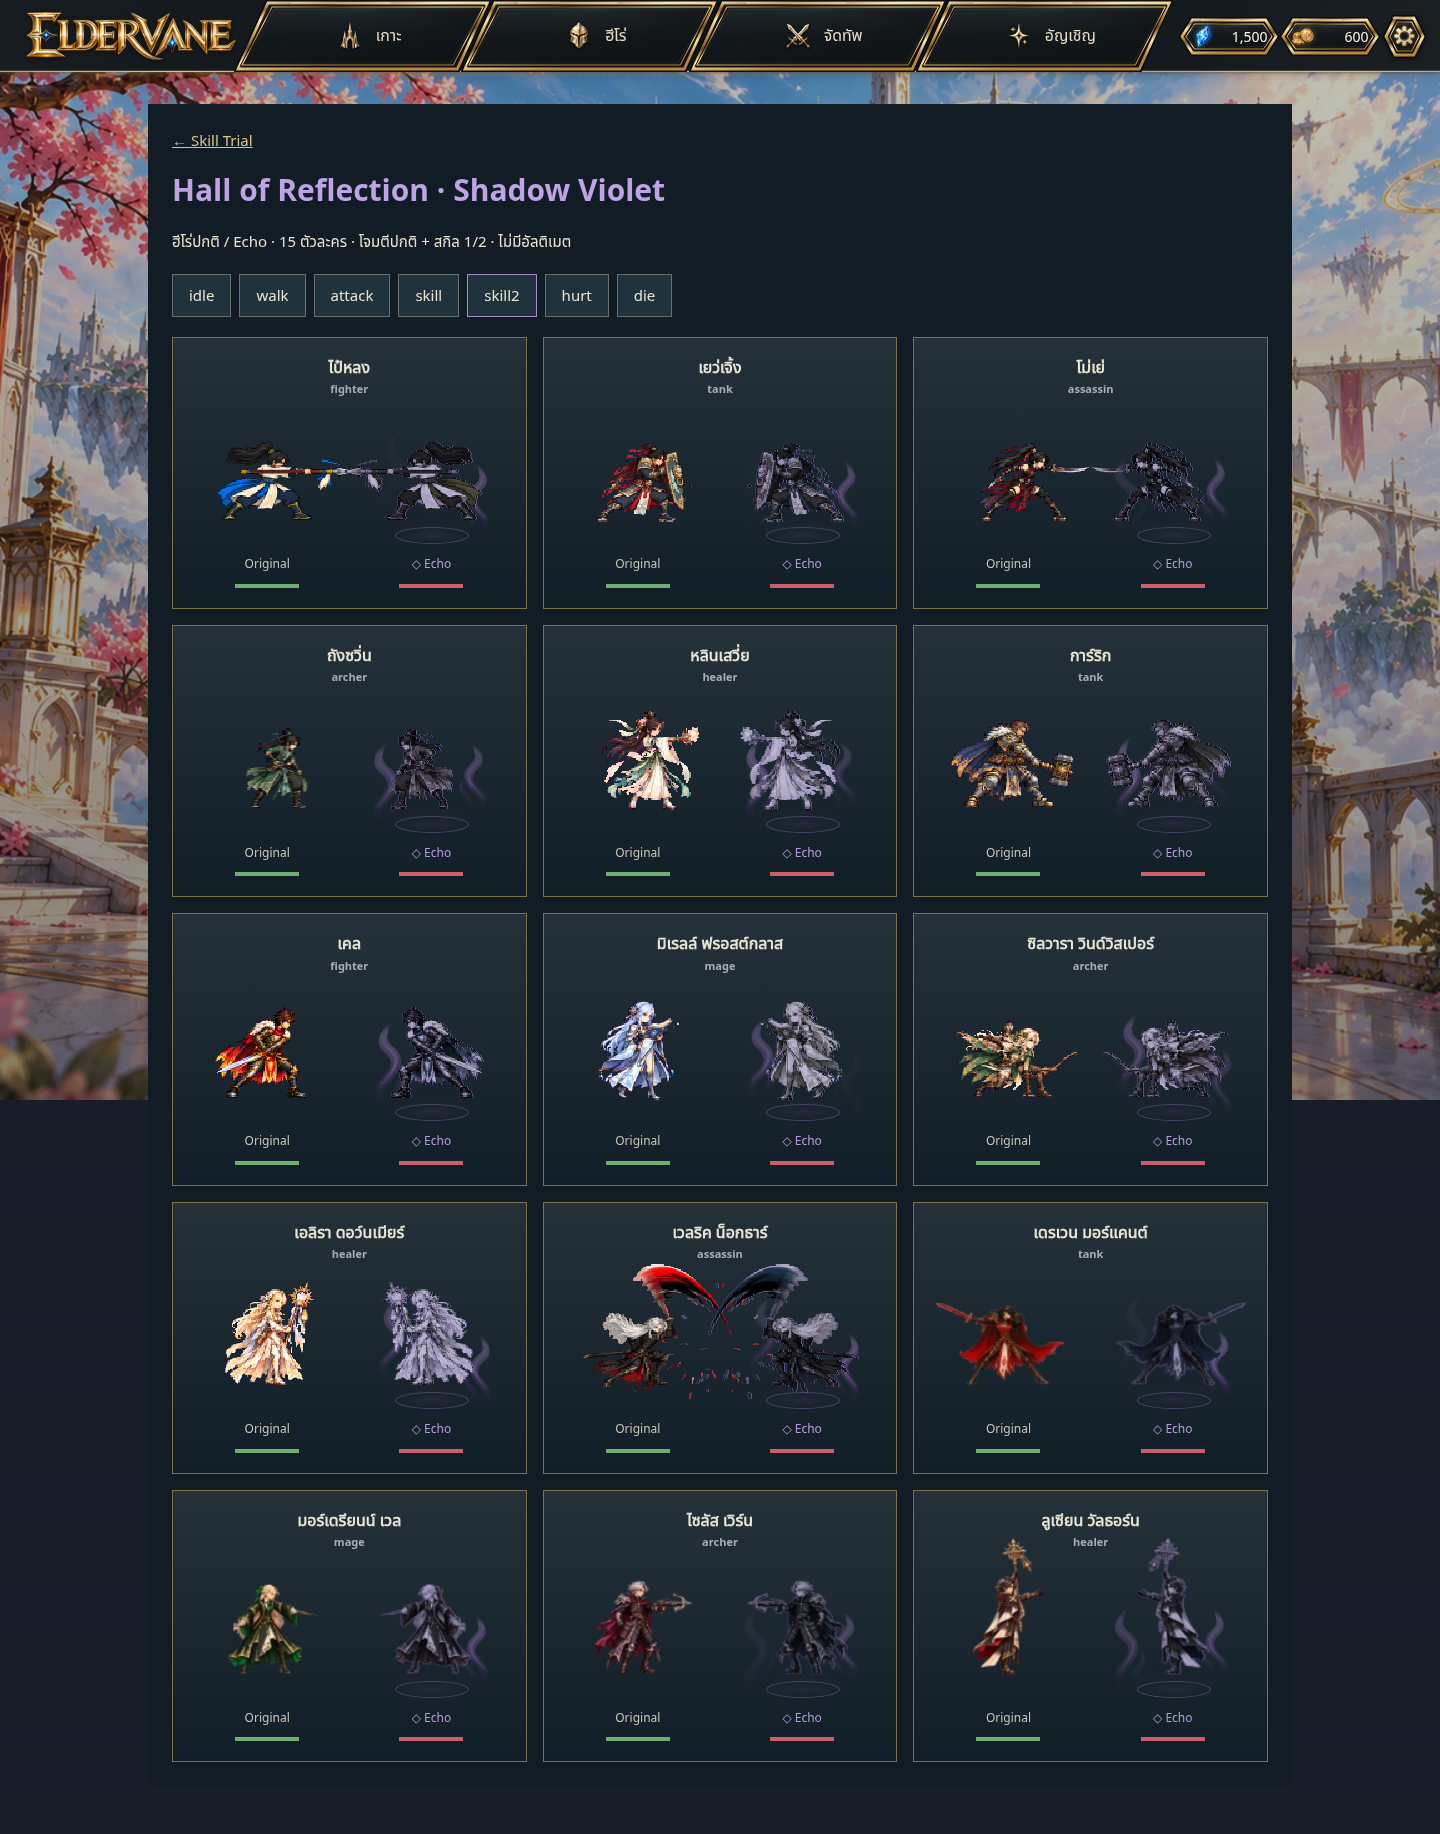 ELDERVANE
เกาะ
ฮีโร่
จัดทัพ
อัญเชิญ
1,500
600
← Skill Trial
Hall of Reflection · Shadow Violet
ฮีโร่ปกติ / Echo · 15 ตัวละคร · โจมตีปกติ + สกิล 1/2 · ไม่มีอัลติเมต
idle
walk
attack
skill
skill2
hurt
die
ไป๋หลง
fighter
Original
◇ Echo
เยว่เจิ้ง
tank
Original
◇ Echo
โม่เย่
assassin
Original
◇ Echo
ถังซวิ่น
archer
Original
◇ Echo
หลินเสวี่ย
healer
Original
◇ Echo
การ์ริก
tank
Original
◇ Echo
เคล
fighter
Original
◇ Echo
มิเรลล์ ฟรอสต์กลาส
mage
Original
◇ Echo
ซิลวารา วินด์วิสเปอร์
archer
Original
◇ Echo
เอลิรา ดอว์นเมียร์
healer
Original
◇ Echo
เวลริค น็อกธาร์
assassin
Original
◇ Echo
เดรเวน มอร์แคนต์
tank
Original
◇ Echo
มอร์เดรียนน์ เวล
mage
Original
◇ Echo
ไซลัส เวิร์น
archer
Original
◇ Echo
ลูเซียน วัลธอร์น
healer
Original
◇ Echo